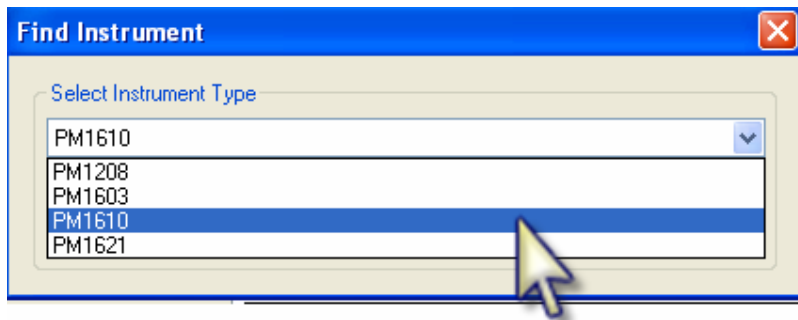 Find Instrument
Select Instrument Type
PM1610
PM1208
PM1603
PM1610
PM1621